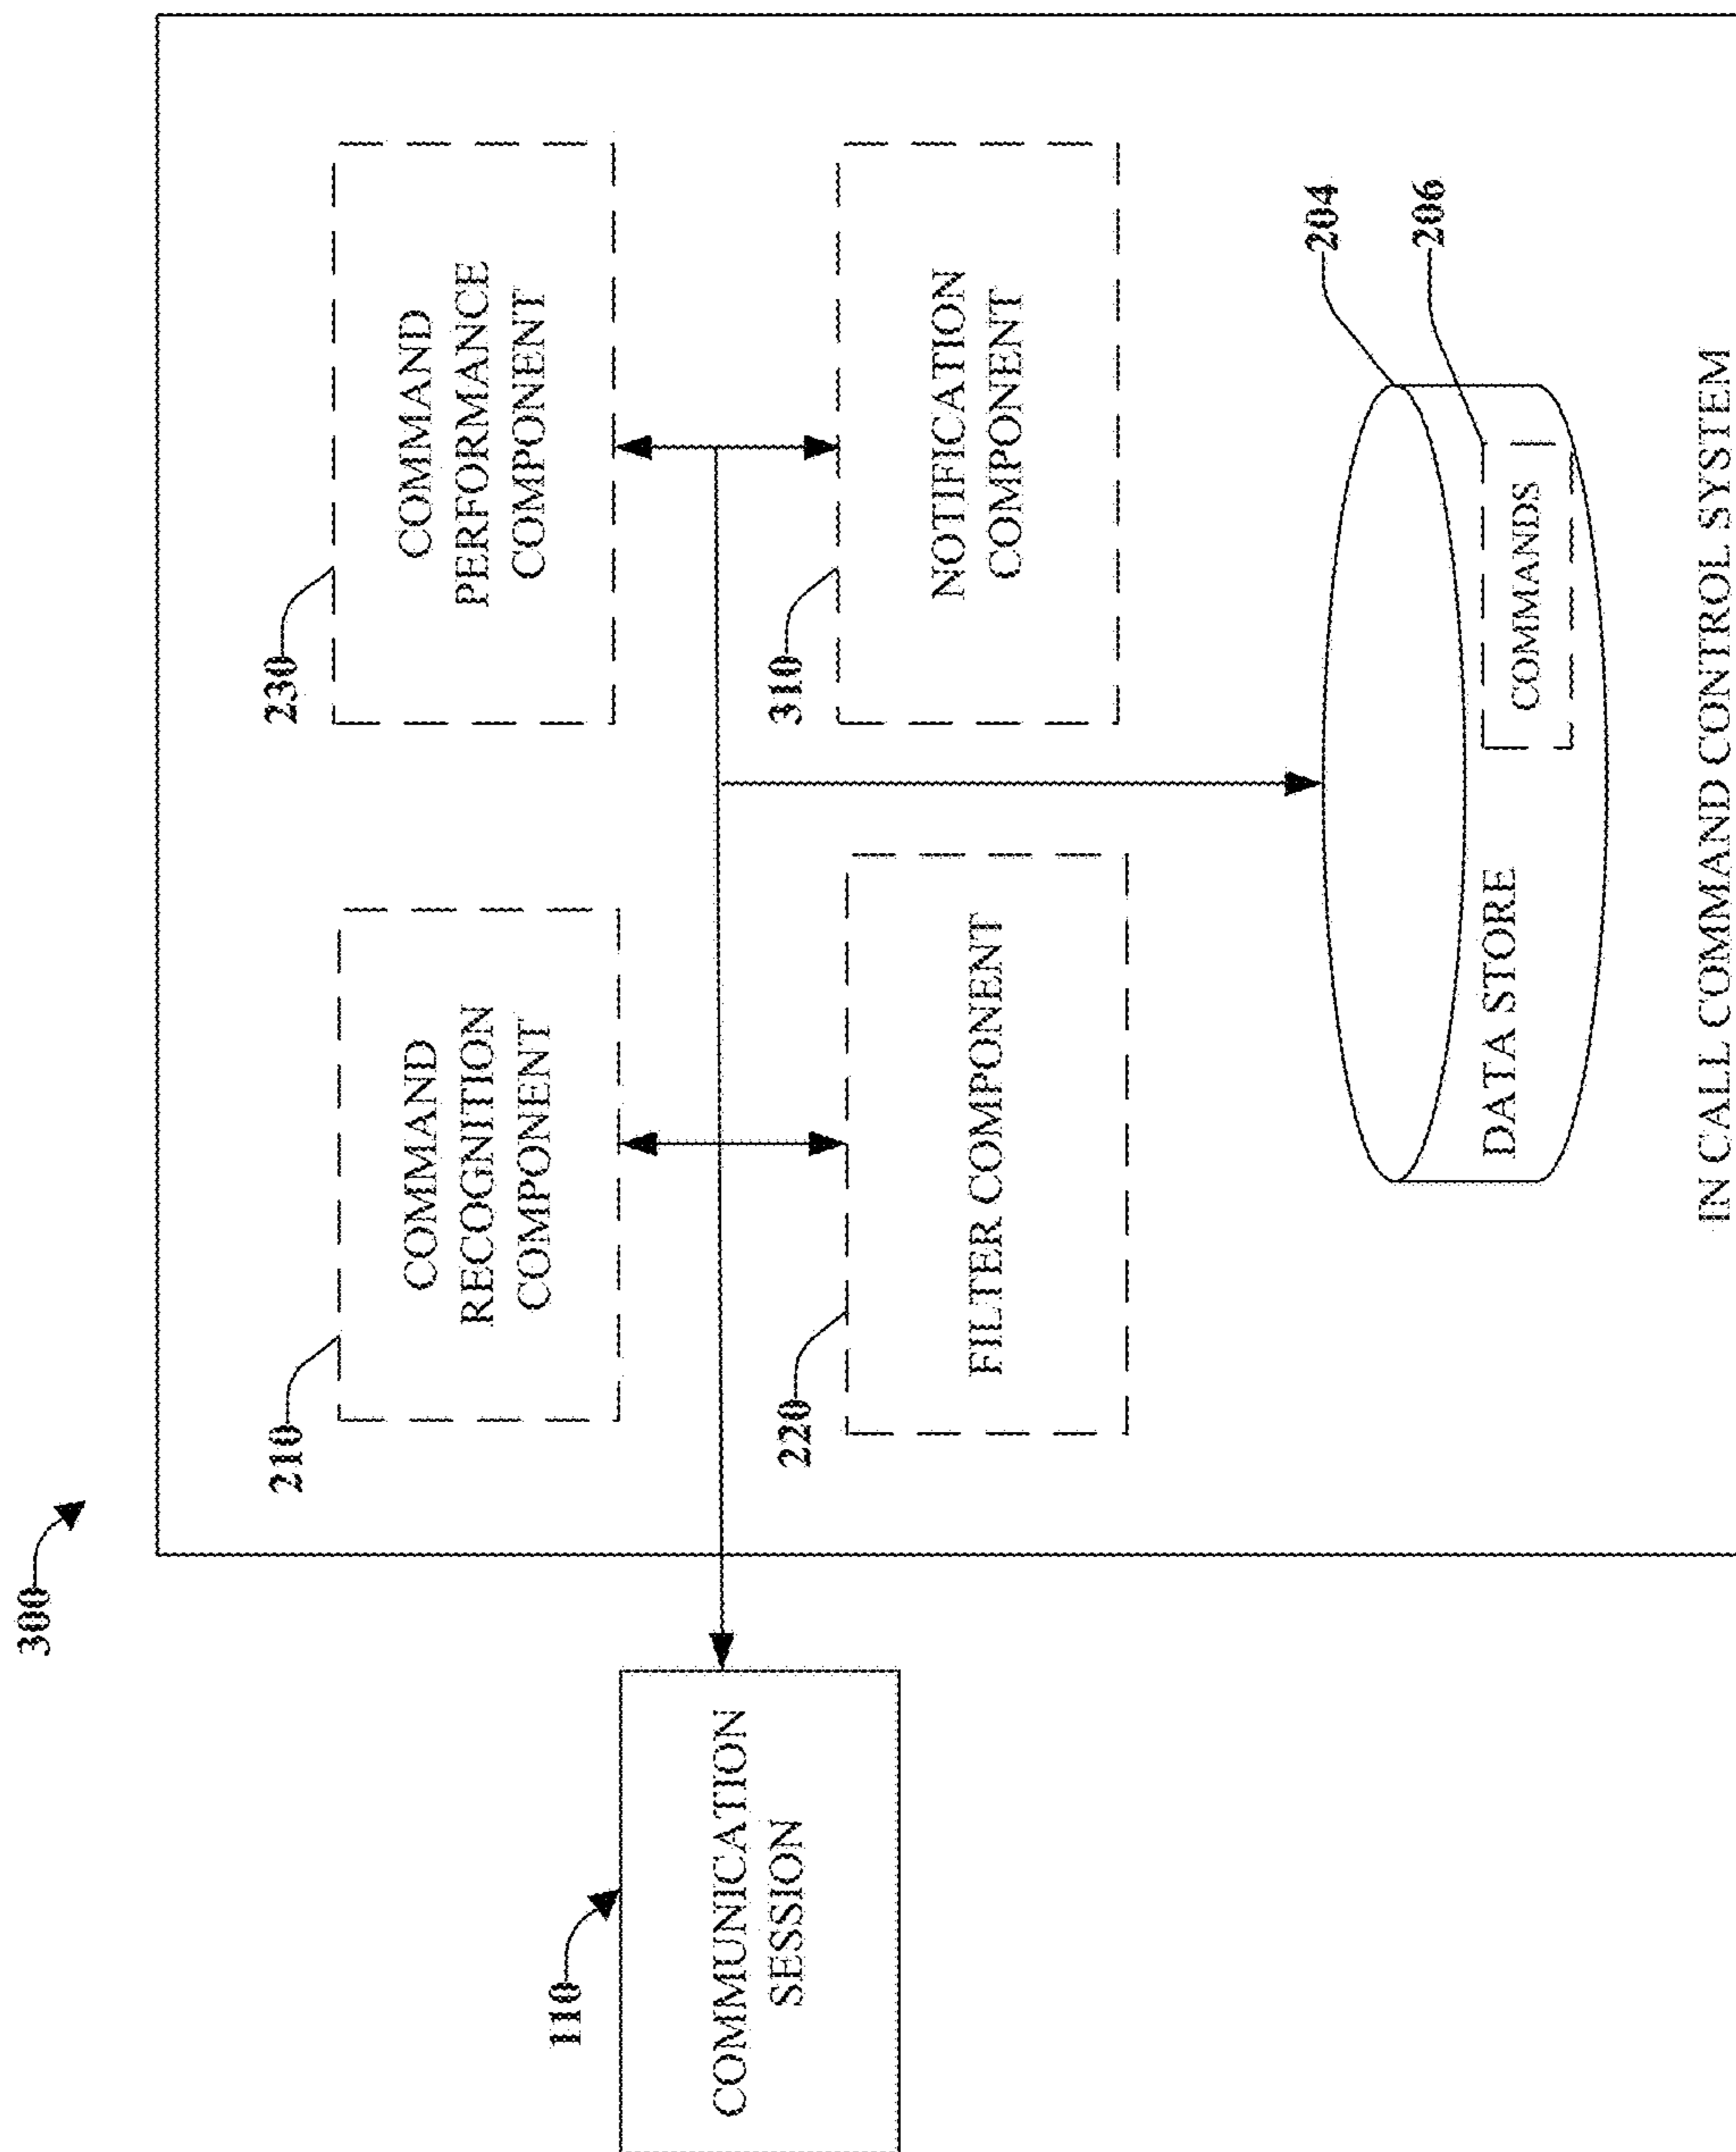 300
110
COMMUNICATION
SESSION
210
COMMAND
RECOGNITION
COMPONENT
230
COMMAND
PERFORMANCE
COMPONENT
220
FILTER COMPONENT
310
NOTIFICATION
COMPONENT
204
206
DATA STORE
COMMANDS
IN CALL COMMAND CONTROL SYSTEM